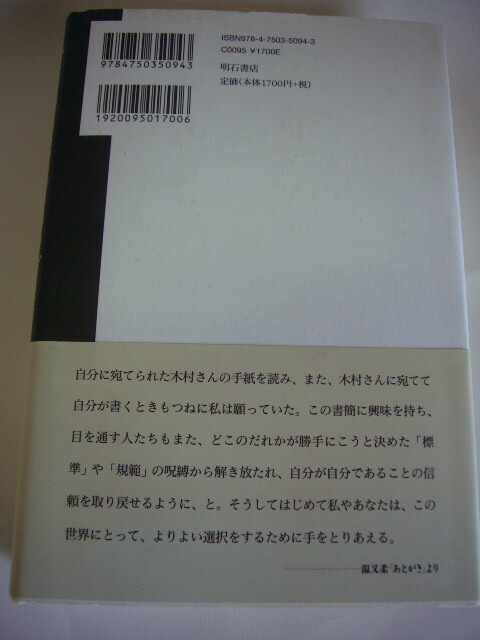 ISBN978-4-7503-5094-3
C0095 ¥1700E
明石書店
定価(本体1700円+税)
9784750350943
1920095017006
自分に宛てられた木村さんの手紙を読み、また、木村さんに宛てて
自分が書くときもつねに私は願っていた。この書簡に興味を持ち、
目を通す人たちもまた、どこのだれかが勝手にこうと決めた「標
準」や「規範」の呪縛から解き放たれ、自分が自分であることの信
頼を取り戻せるように、と。そうしてはじめて私やあなたは、この
世界にとって、よりよい選択をするために手をとりあえる。
温又柔「あとがき」より